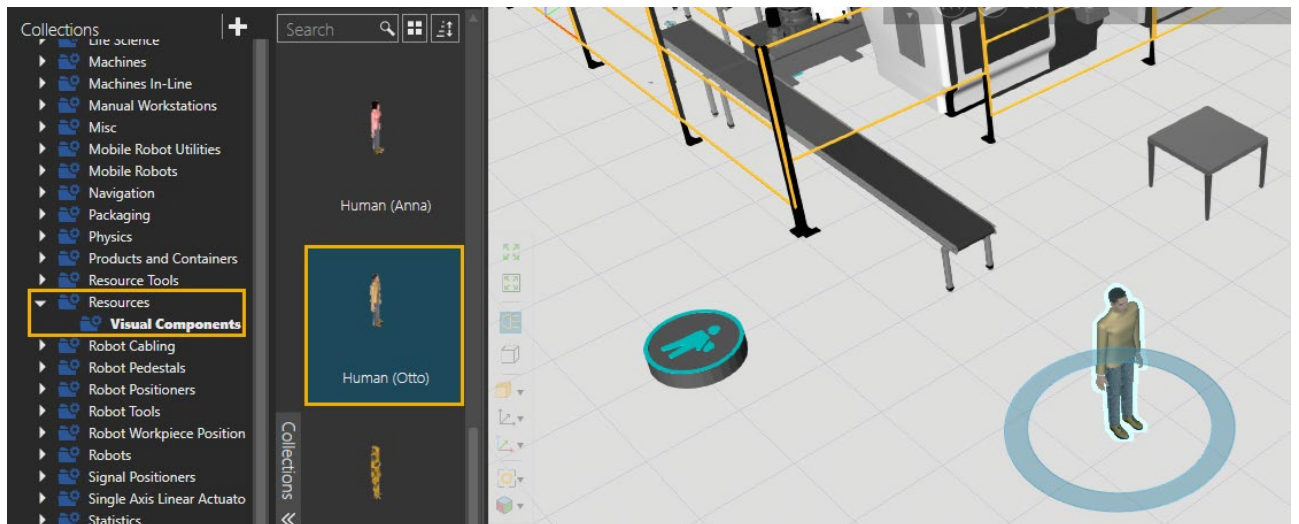 Collections
Life Science
Machines
Machines In-Line
Manual Workstations
Misc
Mobile Robot Utilities
Mobile Robots
Navigation
Packaging
Physics
Products and Containers
Resource Tools
Resources
Visual Components
Robot Cabling
Robot Pedestals
Robot Positioners
Robot Tools
Robot Workpiece Position
Robots
Signal Positioners
Single Axis Linear Actuato
Statistics
Search
Human (Anna)
Human (Otto)
Collections